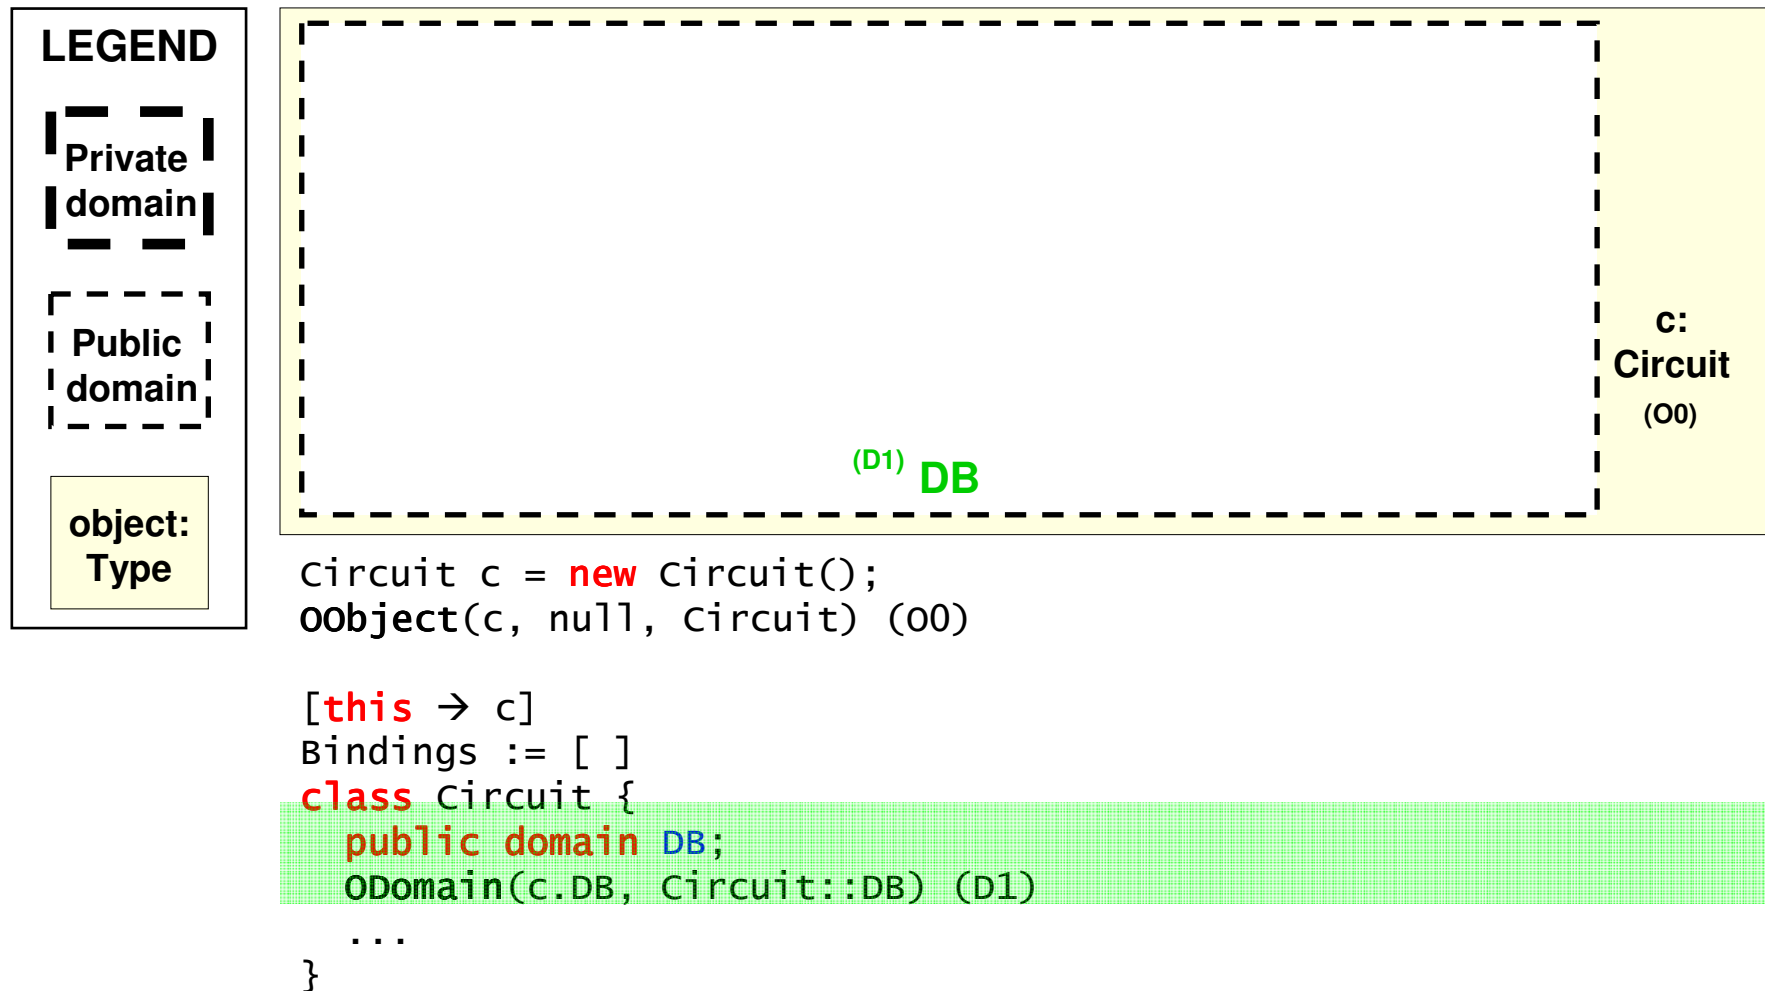 LEGEND
Private
domain
Public
domain
object:
Type
c:
Circuit
(O0)
(D1) DB
Circuit c = new Circuit();
OObject(c, null, Circuit) (O0)
[this → c]
Bindings := [ ]
class Circuit {
public domain DB;
ODomain(c.DB, Circuit::DB) (D1)
...
}